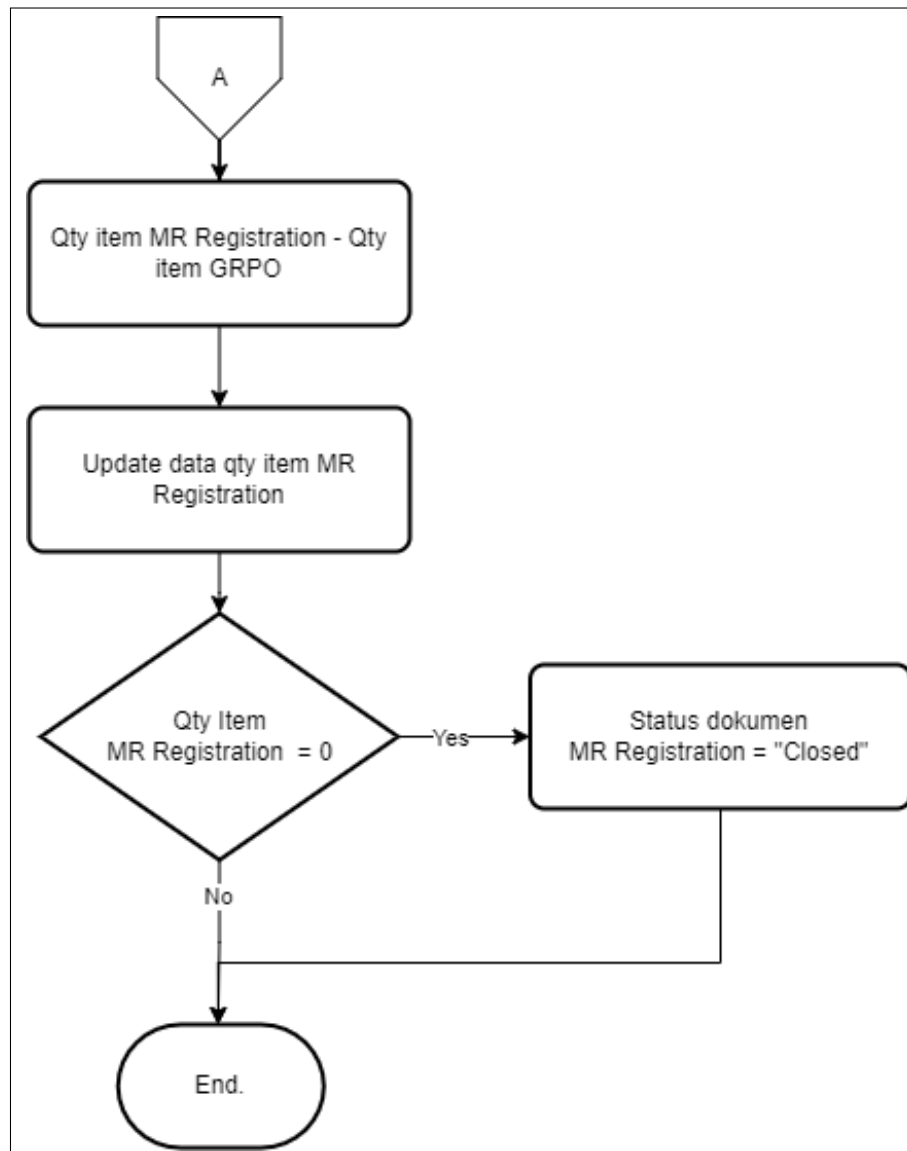 A
Qty item MR Registration - Qty
item GRPO
Update data qty item MR
Registration
Qty Item
MR Registration = 0
Yes
Status dokumen
MR Registration = "Closed"
No
End.